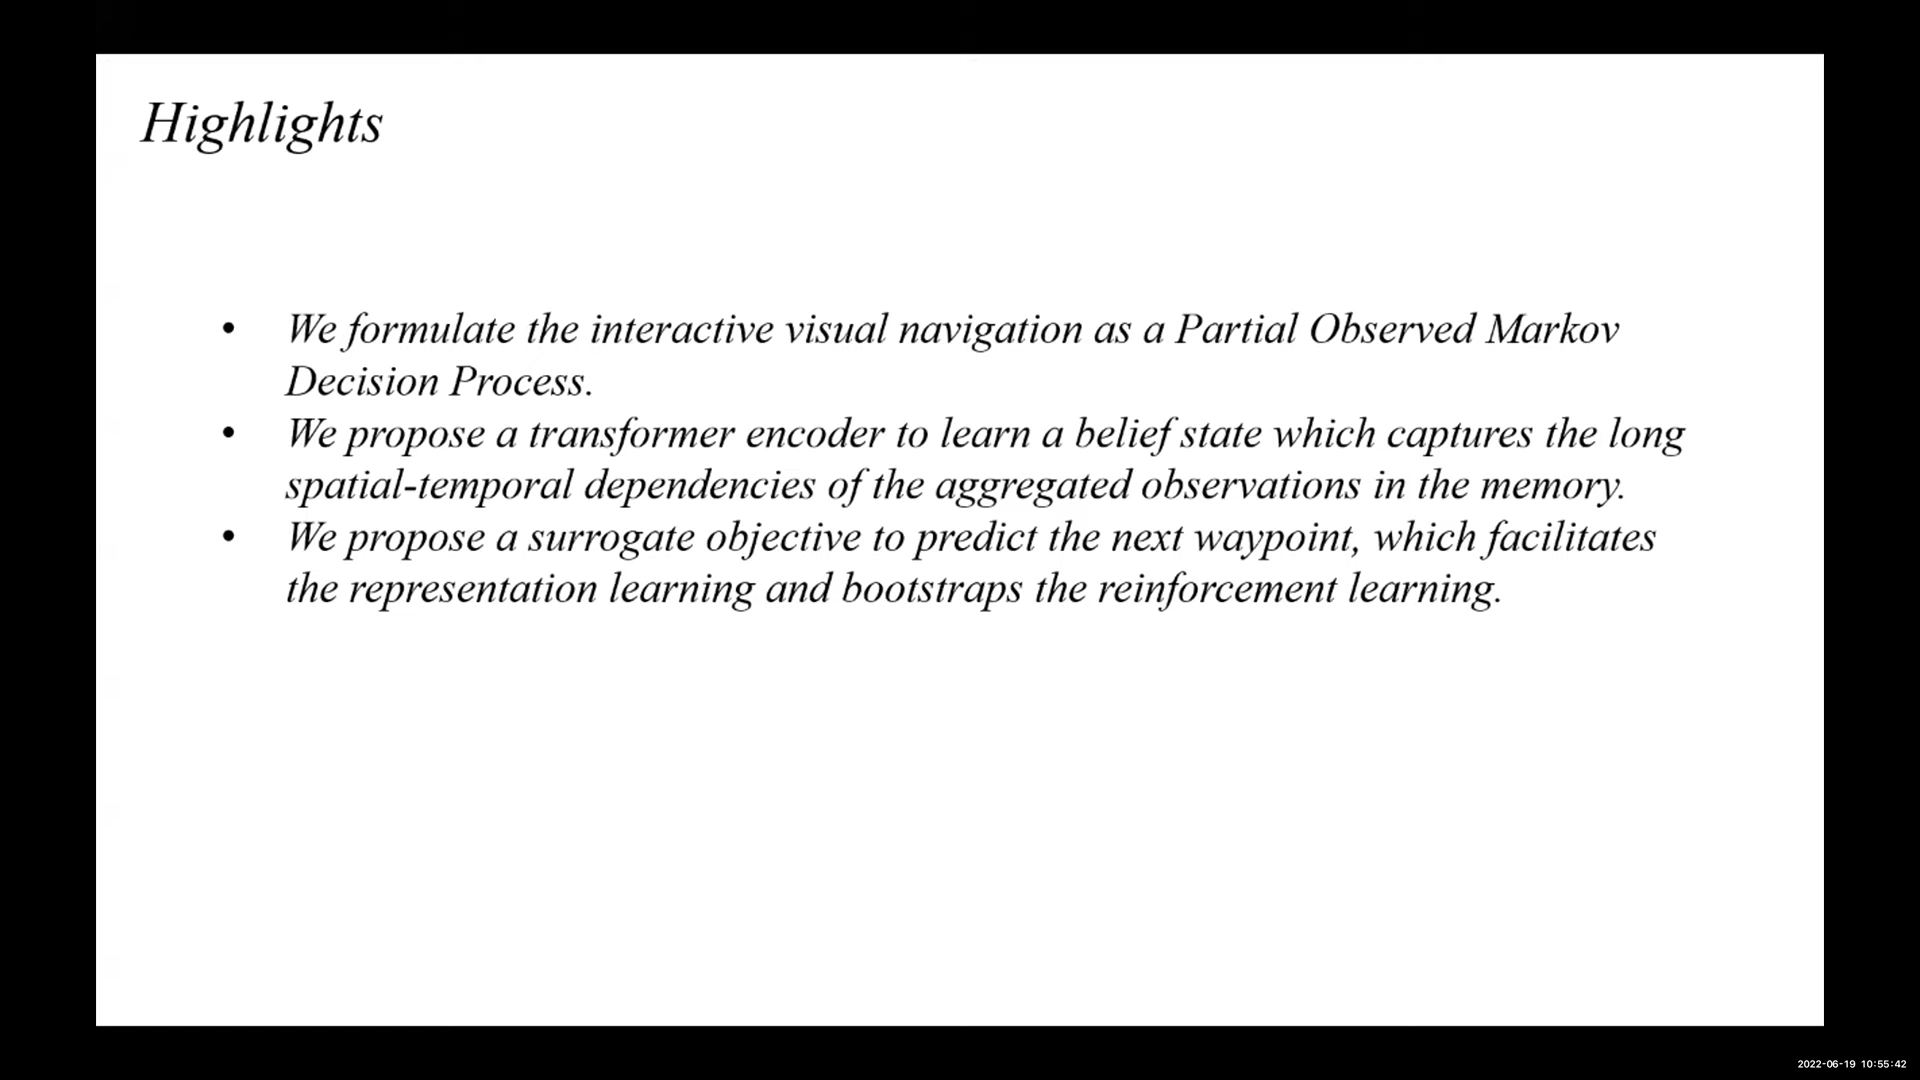 Highlights
• We formulate the interactive visual navigation as a Partial Observed Markov
Decision Process.
• We propose a transformer encoder to learn a belief state which captures the long
spatial-temporal dependencies of the aggregated observations in the memory.
• We propose a surrogate objective to predict the next waypoint, which facilitates
the representation learning and bootstraps the reinforcement learning.
2022-06-19 10:55:42